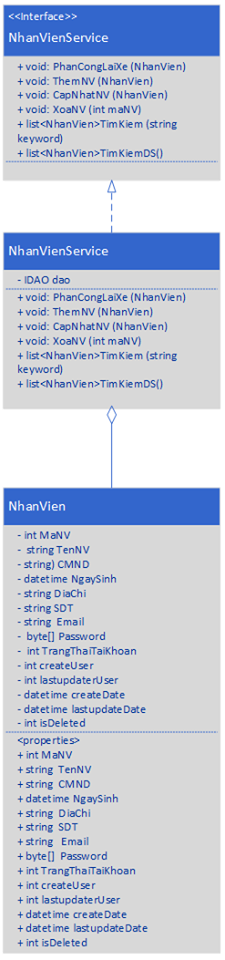 <<Interface>>
NhanVienService
+ void: PhanCongLaiXe (NhanVien)
+ void: ThemNV (NhanVien)
+ void: CapNhatNV (NhanVien)
+ void: XoaNV (int maNV)
+ list<NhanVien>TimKiem (string
keyword)
+ list<NhanVien>TimKiemDS()
NhanVienService
- IDAO dao
+ void: PhanCongLaiXe (NhanVien)
+ void: ThemNV (NhanVien)
+ void: CapNhatNV (NhanVien)
+ void: XoaNV (int maNV)
+ list<NhanVien>TimKiem (string
keyword)
+ list<NhanVien>TimKiemDS()
NhanVien
- int MaNV
- string TenNV
- string) CMND
- datetime NgaySinh
- string DiaChi
- string SDT
- string Email
- byte[] Password
- int TrangThaiTaiKhoan
- int createUser
- int lastupdaterUser
- datetime createDate
- datetime lastupdateDate
- int isDeleted
<properties>
+ int MaNV
+ string TenNV
+ string CMND
+ datetime NgaySinh
+ string DiaChi
+ string SDT
+ string Email
+ byte[] Password
+ int TrangThaiTaiKhoan
+ int createUser
+ int lastupdaterUser
+ datetime createDate
+ datetime lastupdateDate
+ int isDeleted